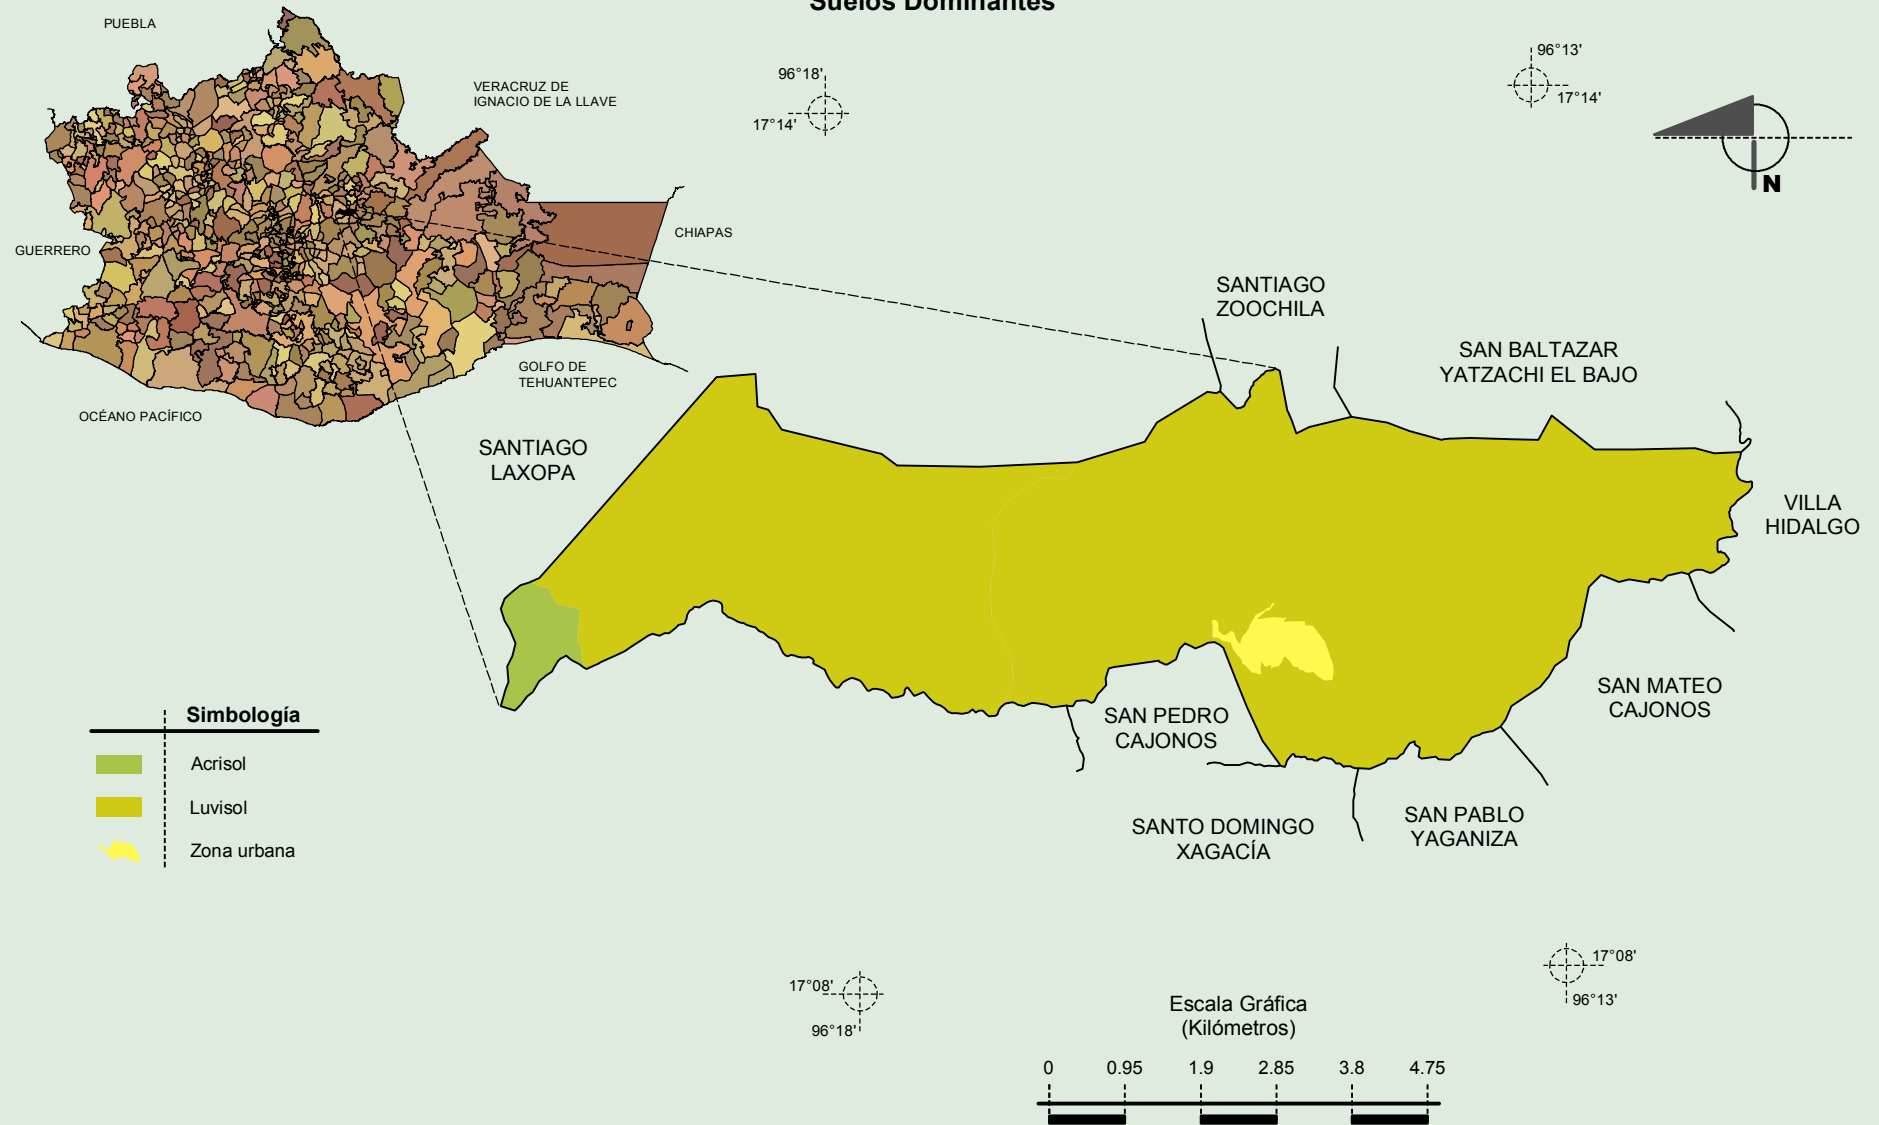 Suelos Dominantes
PUEBLA
VERACRUZ DE
IGNACIO DE LA LLAVE
GUERRERO
CHIAPAS
GOLFO DE
TEHUANTEPEC
OCÉANO PACÍFICO
96°18'
17°14'
96°13'
17°14'
N
SANTIAGO
ZOOCHILA
SAN BALTAZAR
YATZACHI EL BAJO
SANTIAGO
LAXOPA
VILLA
HIDALGO
SAN MATEO
CAJONOS
SAN PEDRO
CAJONOS
SANTO DOMINGO
XAGACÍA
SAN PABLO
YAGANIZA
Simbología
Acrisol
Luvisol
Zona urbana
17°08'
96°18'
17°08'
96°13'
Escala Gráfica
(Kilómetros)
0 0.95 1.9 2.85 3.8 4.75